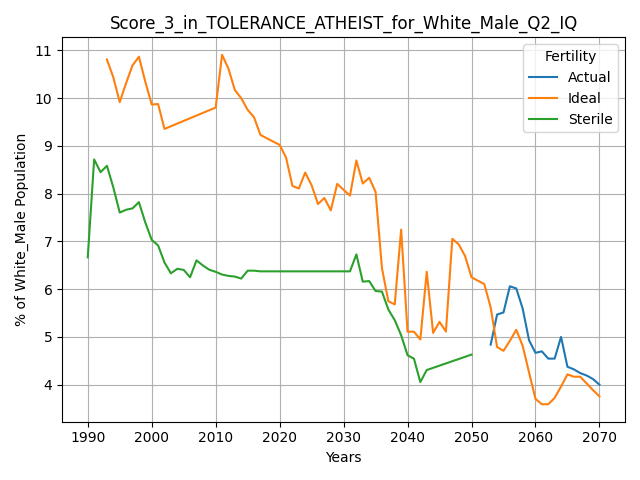 Score_3_in_TOLERANCE_ATHEIST_for_White_Male_Q2_IQ
% of White_Male Population
11
10
9
8
7
6
5
4
Fertility
Actual
Ideal
Sterile
1990 2000 2010 2020 2030 2040 2050 2060 2070
Years